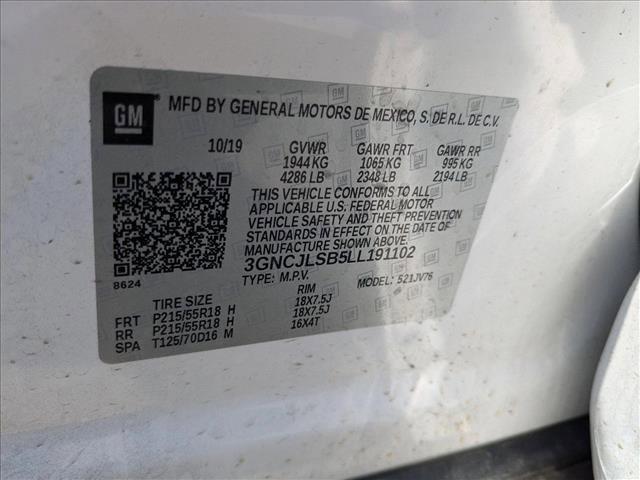 GM MFD BY GENERAL MOTORS DE MEXICO, S. DE R.L. DE C.V.
10/19 GVWR GAWR FRT GAWR RR
1944 KG 1065 KG 995 KG
4286 LB 2348 LB 2194 LB
THIS VEHICLE CONFORMS TO ALL
APPLICABLE U.S. FEDERAL MOTOR
VEHICLE SAFETY AND THEFT PREVENTION
STANDARDS IN EFFECT ON THE DATE OF
MANUFACTURE SHOWN ABOVE.
3GNCJLSB5LL191102
8624 TYPE: M.P.V. MODEL: 521JV76
TIRE SIZE RIM
FRT P215/55R18 H 18X7.5J
RR P215/55R18 H 18X7.5J
SPA T125/70D16 M 16X4T